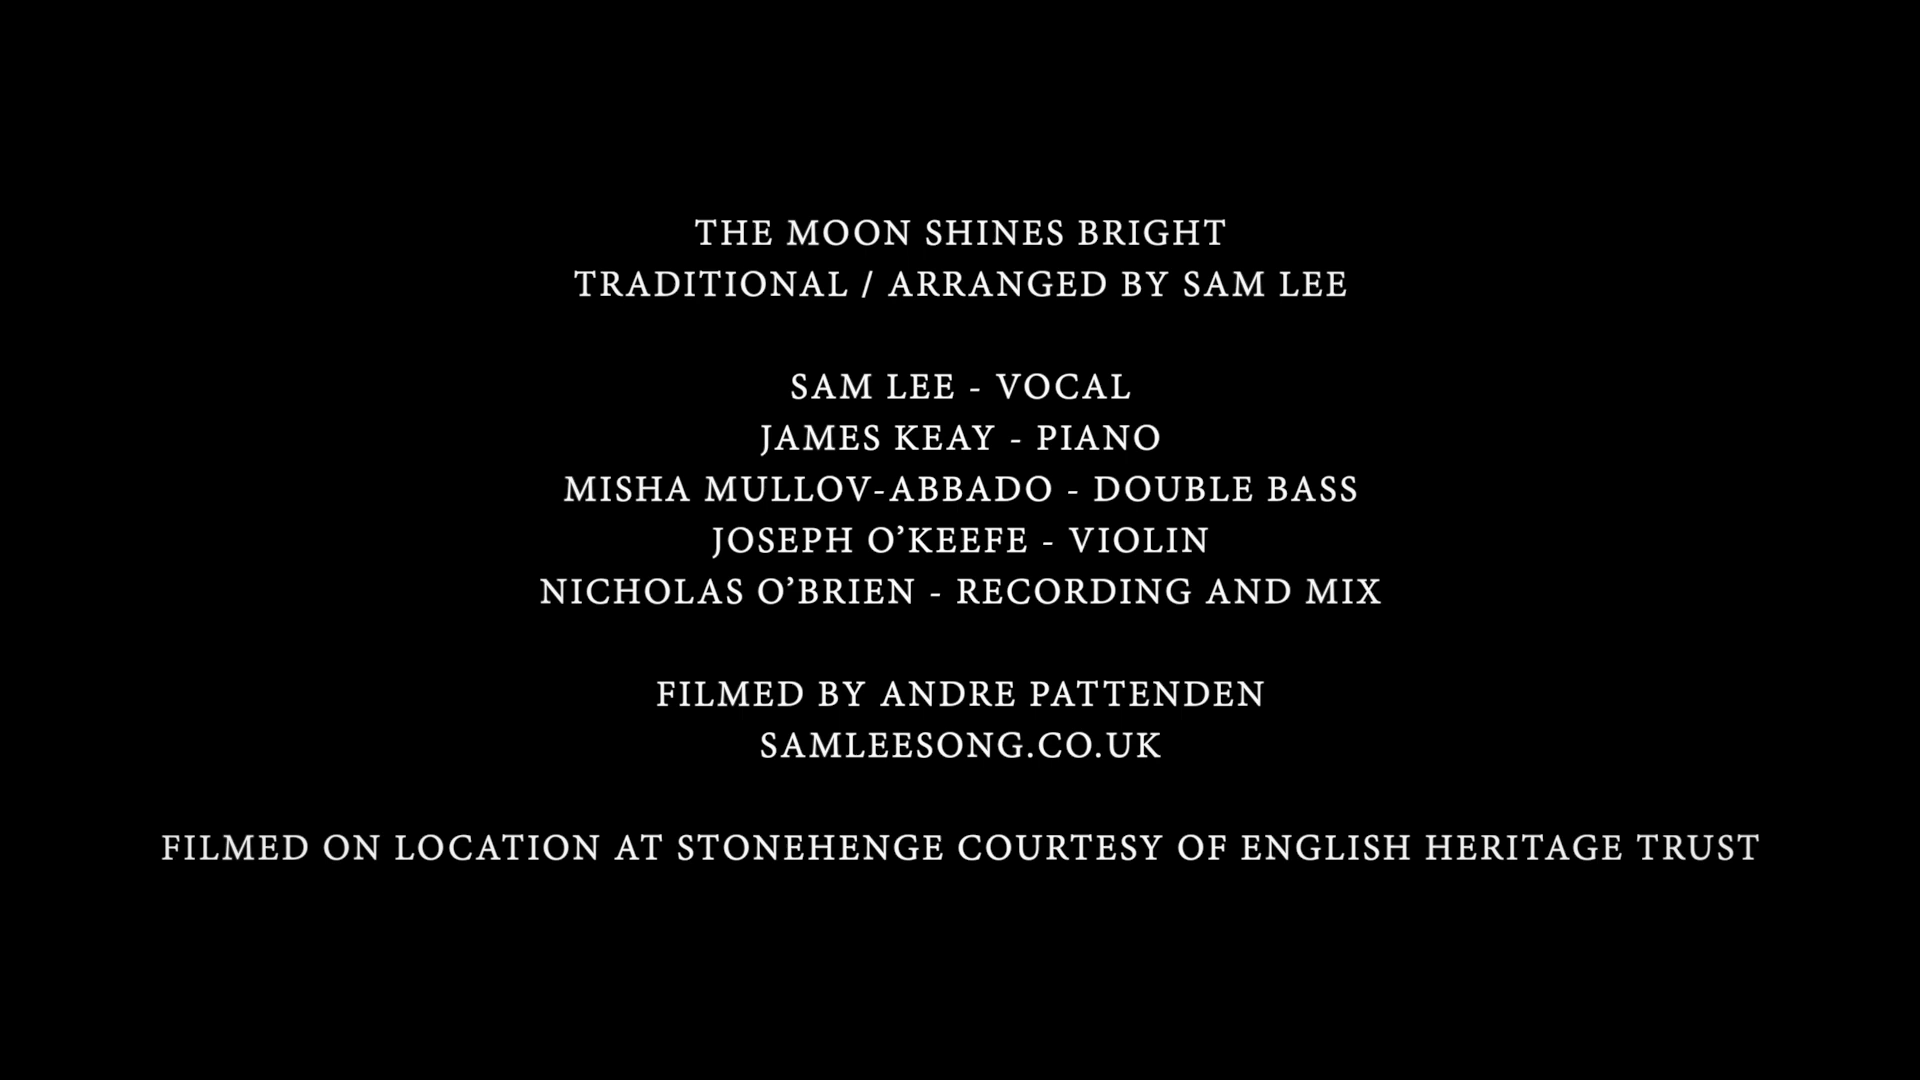 THE MOON SHINES BRIGHT
TRADITIONAL / ARRANGED BY SAM LEE
SAM LEE - VOCAL
JAMES KEAY - PIANO
MISHA MULLOV-ABBADO - DOUBLE BASS
JOSEPH O’KEEFE - VIOLIN
NICHOLAS O’BRIEN - RECORDING AND MIX
FILMED BY ANDRE PATTENDEN
SAMLEESONG.CO.UK
FILMED ON LOCATION AT STONEHENGE COURTESY OF ENGLISH HERITAGE TRUST